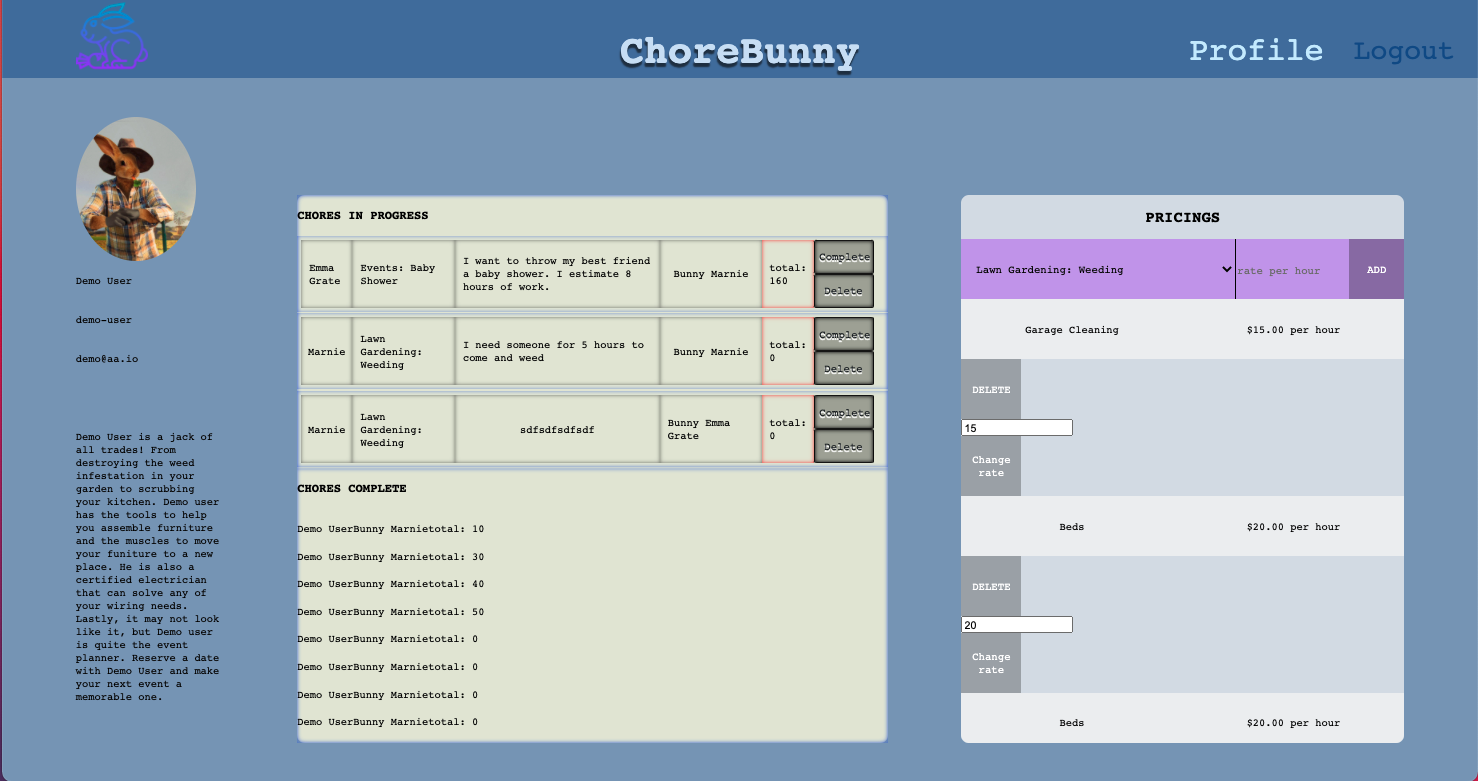 ChoreBunny
Profile
Logout
Demo User
demo-user
demo@aa.io
Demo User is a jack of
all trades! From
destroying the weed
infestation in your
garden to scrubbing
your kitchen. Demo user
has the tools to help
you assemble furniture
and the muscles to move
your funiture to a new
place. He is also a
certified electrician
that can solve any of
your wiring needs.
Lastly, it may not look
like it, but Demo user
is quite the event
planner. Reserve a date
with Demo User and make
your next event a
memorable one.
CHORES IN PROGRESS
Emma
Grate
Events: Baby
Shower
I want to throw my best friend
a baby shower. I estimate 8
hours of work.
Bunny Marnie
total:
160
Complete
Delete
Marnie
Lawn
Gardening:
Weeding
I need someone for 5 hours to
come and weed
Bunny Marnie
total:
0
Complete
Delete
Marnie
Lawn
Gardening:
Weeding
sdfsdfsdfsdf
Bunny Emma
Grate
total:
0
Complete
Delete
CHORES COMPLETE
Demo UserBunny Marnietotal: 10
Demo UserBunny Marnietotal: 30
Demo UserBunny Marnietotal: 40
Demo UserBunny Marnietotal: 50
Demo UserBunny Marnietotal: 0
Demo UserBunny Marnietotal: 0
Demo UserBunny Marnietotal: 0
Demo UserBunny Marnietotal: 0
PRICINGS
Lawn Gardening: Weeding
rate per hour
ADD
Garage Cleaning
$15.00 per hour
DELETE
15
Change
rate
Beds
$20.00 per hour
DELETE
20
Change
rate
Beds
$20.00 per hour